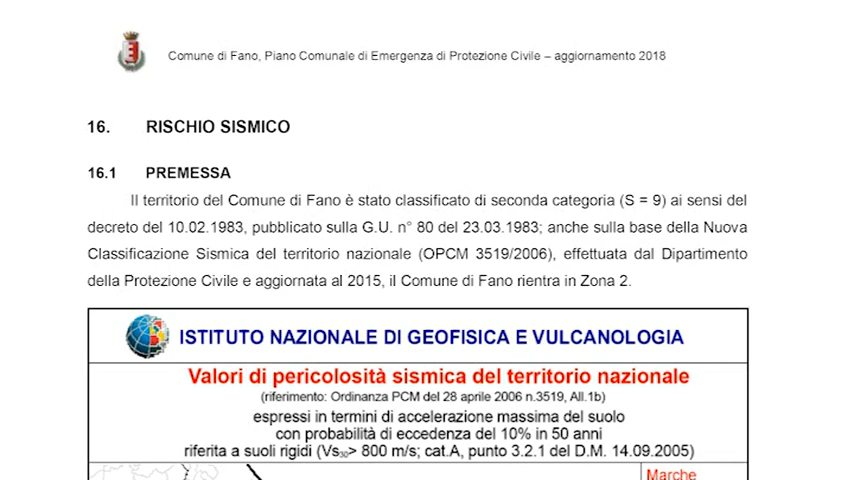 Comune di Fano, Piano Comunale di Emergenza di Protezione Civile – aggiornamento 2018
16. RISCHIO SISMICO
16.1 PREMESSA
Il territorio del Comune di Fano è stato classificato di seconda categoria (S = 9) ai sensi del
decreto del 10.02.1983, pubblicato sulla G.U. n° 80 del 23.03.1983; anche sulla base della Nuova
Classificazione Sismica del territorio nazionale (OPCM 3519/2006), effettuata dal Dipartimento
della Protezione Civile e aggiornata al 2015, il Comune di Fano rientra in Zona 2.
ISTITUTO NAZIONALE DI GEOFISICA E VULCANOLOGIA
Valori di pericolosità sismica del territorio nazionale
(riferimento: Ordinanza PCM del 28 aprile 2006 n.3519, All.1b)
espressi in termini di accelerazione massima del suolo
con probabilità di eccedenza del 10% in 50 anni
riferita a suoli rigidi (Vs₃₀> 800 m/s; cat.A, punto 3.2.1 del D.M. 14.09.2005)
Marche